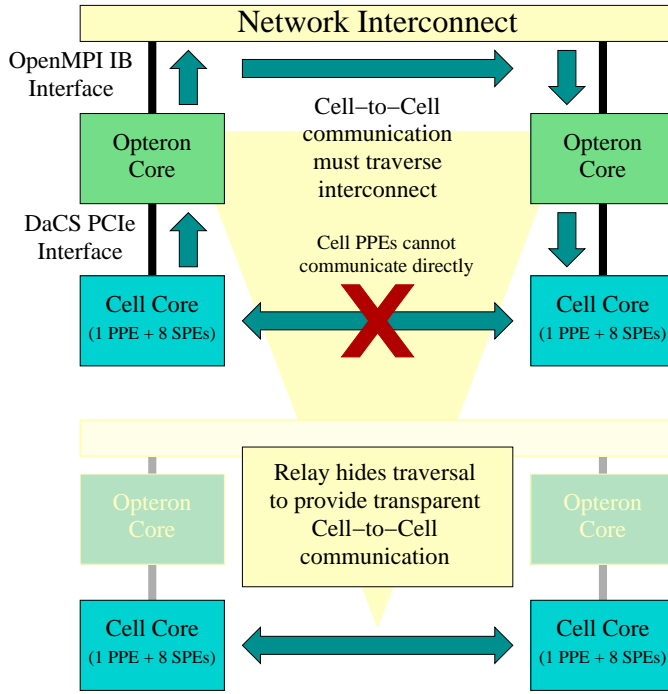 Network Interconnect
OpenMPI IB
Interface
Cell−to−Cell
communication
must traverse
interconnect
Opteron
Core
Opteron
Core
DaCS PCIe
Interface
Cell PPEs cannot
communicate directly
Cell Core
(1 PPE + 8 SPEs)
Cell Core
(1 PPE + 8 SPEs)
Relay hides traversal
to provide transparent
Cell−to−Cell
communication
Opteron
Core
Opteron
Core
Cell Core
(1 PPE + 8 SPEs)
Cell Core
(1 PPE + 8 SPEs)